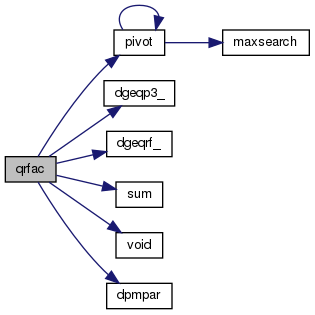 pivot
maxsearch
dgeqp3_
dgeqrf_
qrfac
sum
void
dpmpar